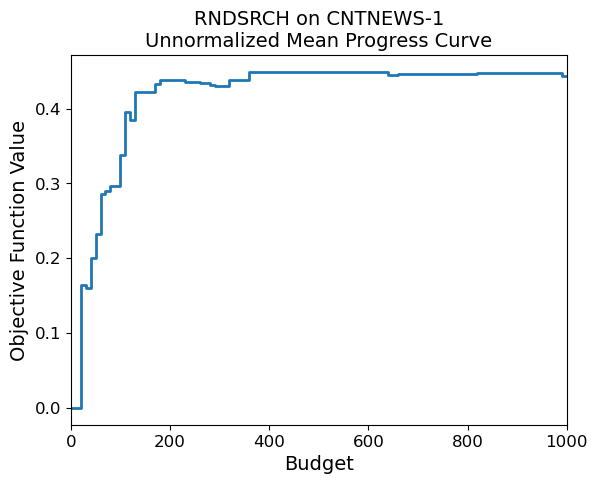 RNDSRCH on CNTNEWS-1
Unnormalized Mean Progress Curve
Objective Function Value
0.4
0.3
0.2
0.1
0.0
0 200 400 600 800 1000
Budget